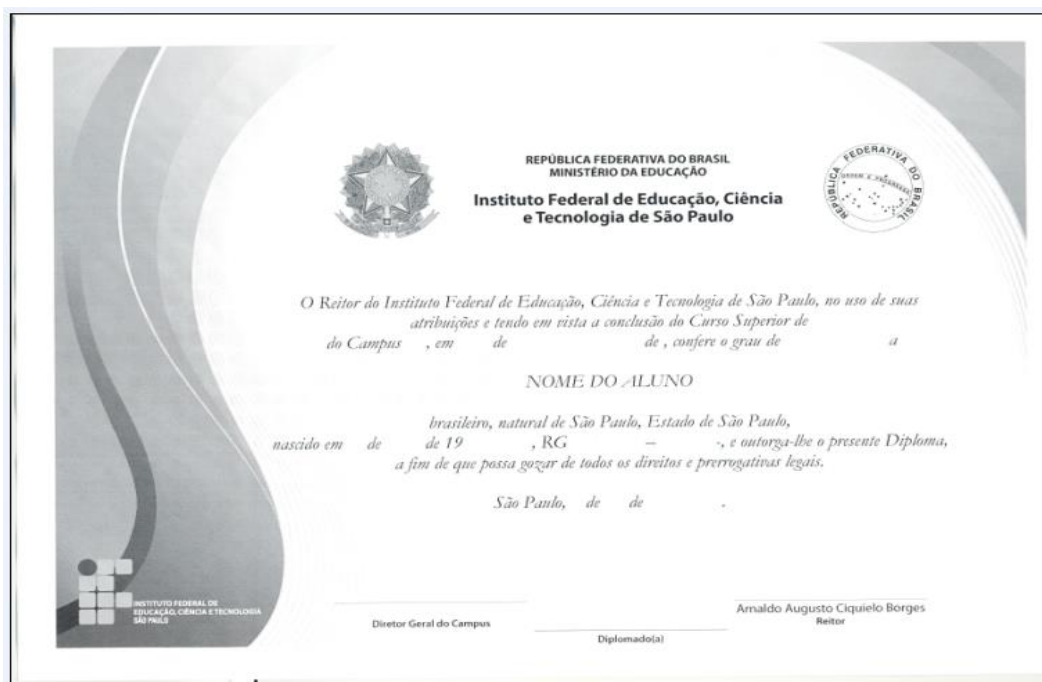 REPÚBLICA FEDERATIVA DO BRASIL
MINISTÉRIO DA EDUCAÇÃO
Instituto Federal de Educação, Ciência
e Tecnologia de São Paulo
REPÚBLICA FEDERATIVA DO BRASIL
ORDEM E PROGRESSO
O Reitor do Instituto Federal de Educação, Ciência e Tecnologia de São Paulo, no uso de suas
atribuições e tendo em vista a conclusão do Curso Superior de
do Campus , em de de , confere o grau de a
NOME DO ALUNO
brasileiro, natural de São Paulo, Estado de São Paulo,
nascido em de de 19 , RG – -, e outorga-lhe o presente Diploma,
a fim de que possa gozar de todos os direitos e prerrogativas legais.
São Paulo, de de .
INSTITUTO FEDERAL DE
EDUCAÇÃO, CIÊNCIA E TECNOLOGIA
SÃO PAULO
Diretor Geral do Campus
Diplomado(a)
Arnaldo Augusto Ciquielo Borges
Reitor